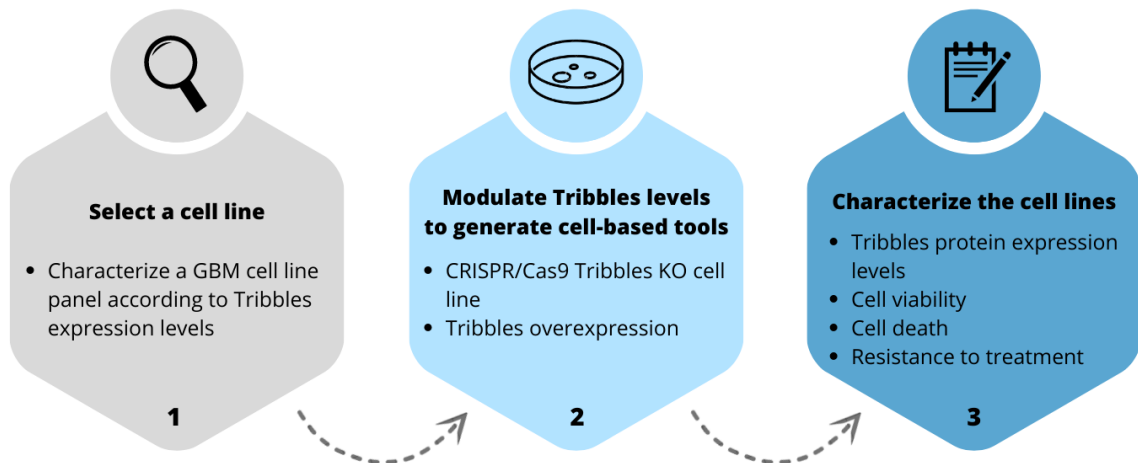 Select a cell line
• Characterize a GBM cell line
panel according to Tribbles
expression levels
1
Modulate Tribbles levels
to generate cell-based tools
• CRISPR/Cas9 Tribbles KO cell
line
• Tribbles overexpression
2
Characterize the cell lines
• Tribbles protein expression
levels
• Cell viability
• Cell death
• Resistance to treatment
3